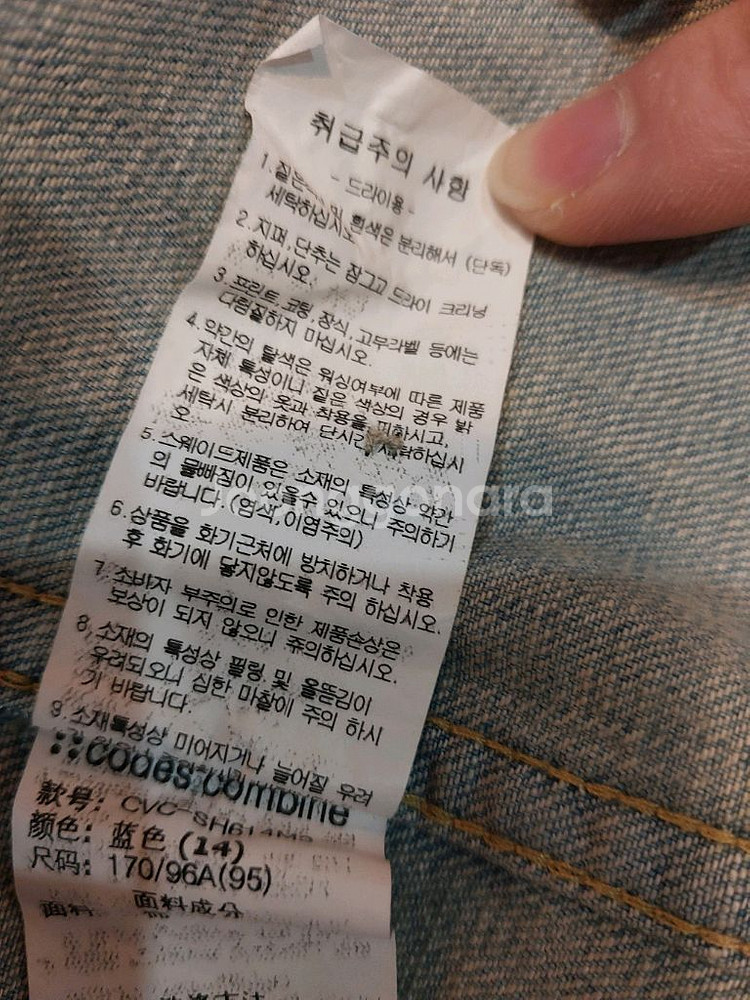 취급주의 사항
- 드라이용 -
1. 짙은 흰색은 분리해서 (단독)
세탁하십시오
2. 지퍼, 단추는 잠그고 드라이 크리닝
하십시오.
3. 프린트, 코팅, 장식, 고무라벨 등에는
다림질하지 마십시오.
4. 약간의 탈색은 워싱여부에 따른 제품
자체 특성이니 짙은 색상의 경우 밝
은 색상의 옷과 착용을 피하시고,
세탁시 분리하여 단시간 세탁하십시
오.
5. 스웨이드제품은 소재의 특성상 약간
의 물빠짐이 있을수 있으니 주의하기
바랍니다 (염색,이염주의)
joonggonara
6. 상품을 화기근처에 방치하거나 착용
후 화기에 닿지않도록 주의 하십시오.
7. 소비자 부주의로 인한 제품손상은
보상이 되지 않으니 쥬의하십시오.
8. 소재의 특성상 필링 및 올뜯김이
우려되오니 심한 마찰에 주의 하시
기 바랍니다.
9. 소재특성상 미어지거나 늘어질 우려
codes combine
款号:
颜色: 蓝色 (14)
尺码: 170/96A(95)
面料 面料成分